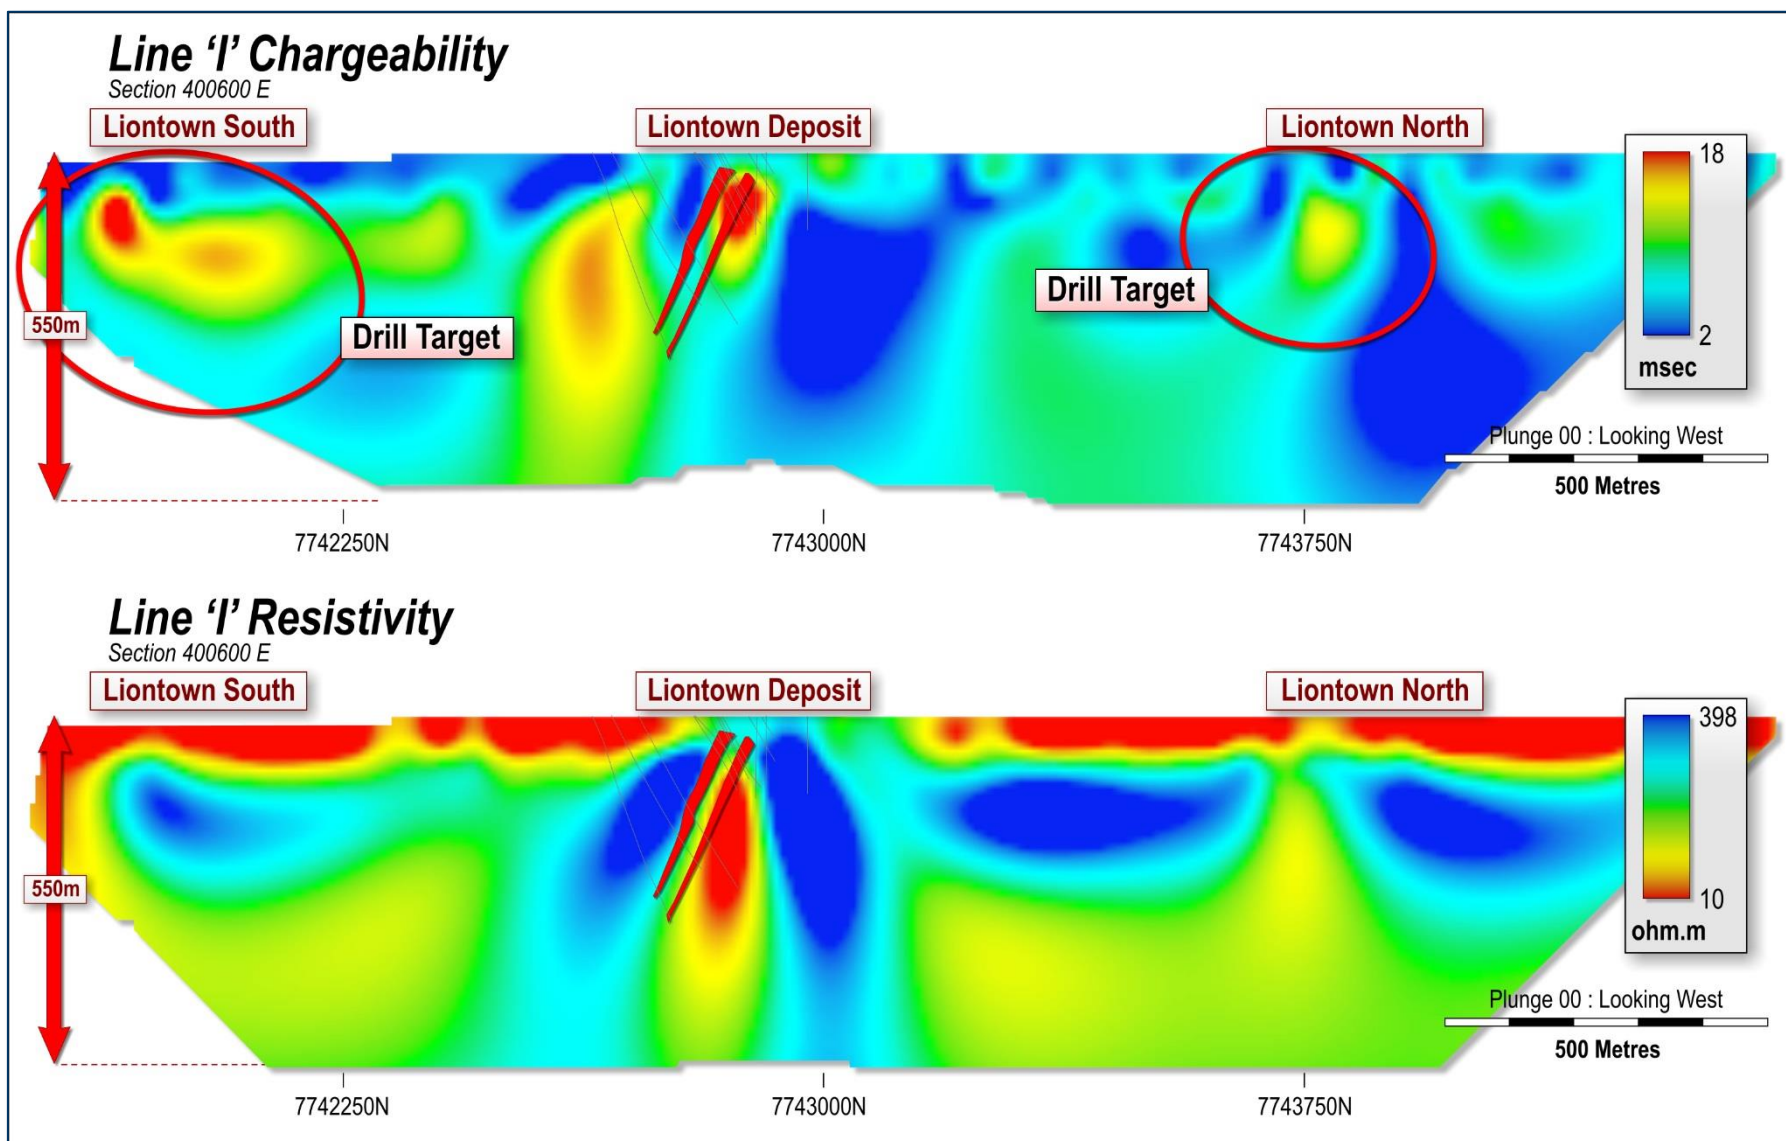 Line ‘I’ Chargeability
Section 400600 E
Liontown South
Liontown Deposit
Liontown North
18
2
msec
550m
Drill Target
Drill Target
Plunge 00 : Looking West
500 Metres
7742250N
7743000N
7743750N
Line ‘I’ Resistivity
Section 400600 E
Liontown South
Liontown Deposit
Liontown North
398
10
ohm.m
550m
Plunge 00 : Looking West
500 Metres
7742250N
7743000N
7743750N